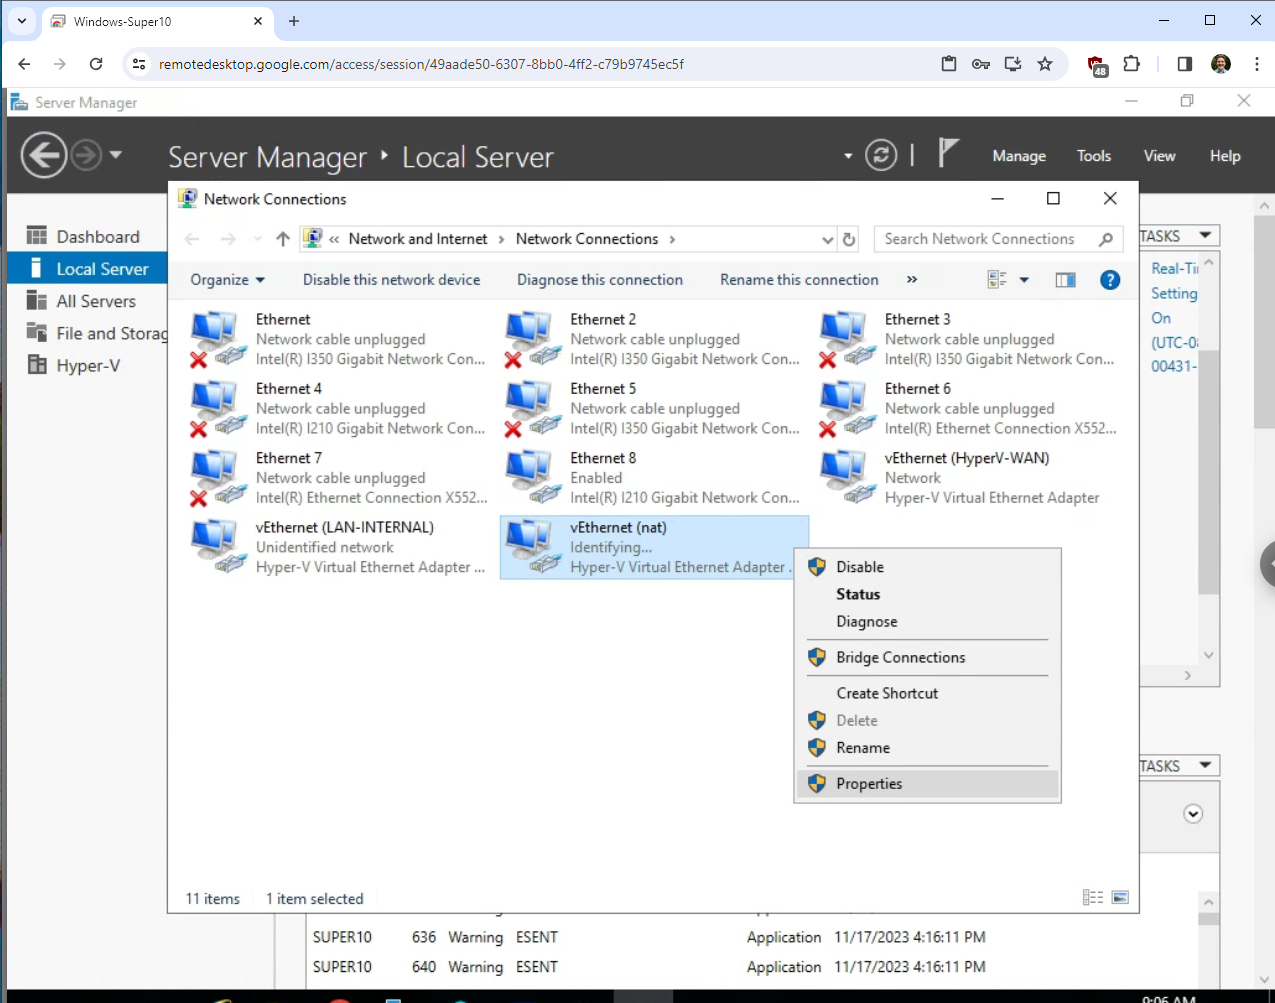 Windows-Super10
remotedesktop.google.com/access/session/49aade50-6307-8bb0-4ff2-c79b9745ec5f
48
Server Manager
Server Manager Local Server
Manage Tools View Help
Network Connections
« Network and Internet > Network Connections >
Search Network Connections
Dashboard
Local Server
All Servers
File and Storag
Hyper-V
Organize
Disable this network device
Diagnose this connection
Rename this connection
»
?
Ethernet
Network cable unplugged
Intel(R) I350 Gigabit Network Con...
Ethernet 2
Network cable unplugged
Intel(R) I350 Gigabit Network Con...
Ethernet 3
Network cable unplugged
Intel(R) I350 Gigabit Network Con...
Ethernet 4
Network cable unplugged
Intel(R) I210 Gigabit Network Con...
Ethernet 5
Network cable unplugged
Intel(R) I350 Gigabit Network Con...
Ethernet 6
Network cable unplugged
Intel(R) Ethernet Connection X552...
Ethernet 7
Network cable unplugged
Intel(R) Ethernet Connection X552...
Ethernet 8
Enabled
Intel(R) I210 Gigabit Network Con...
vEthernet (HyperV-WAN)
Network
Hyper-V Virtual Ethernet Adapter
vEthernet (LAN-INTERNAL)
Unidentified network
Hyper-V Virtual Ethernet Adapter ...
vEthernet (nat)
Identifying...
Hyper-V Virtual Ethernet Adapter .
Disable
Status
Diagnose
Bridge Connections
Create Shortcut
Delete
Rename
Properties
TASKS
Real-Ti
Setting
On
(UTC-0
00431-
TASKS
11 items 1 item selected
SUPER10 636 Warning ESENT Application 11/17/2023 4:16:11 PM
SUPER10 640 Warning ESENT Application 11/17/2023 4:16:11 PM
9:06 AM